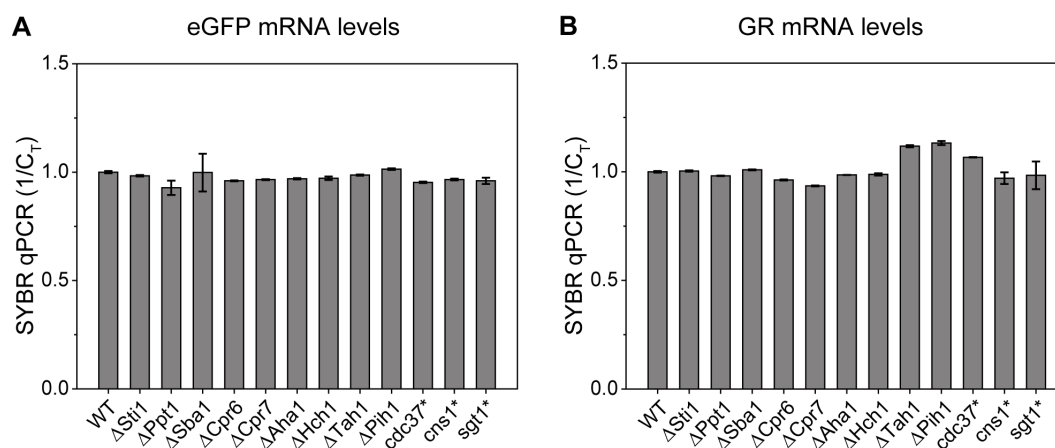 A
eGFP mRNA levels
SYBR qPCR (1/CT)
1.5
1.0
0.5
0.0
WT
ΔSti1
ΔPpt1
ΔSba1
ΔCpr6
ΔCpr7
ΔAha1
ΔHch1
ΔTah1
ΔPih1
cdc37*
cns1*
sgt1*
B
GR mRNA levels
SYBR qPCR (1/CT)
1.5
1.0
0.5
0.0
WT
ΔSti1
ΔPpt1
ΔSba1
ΔCpr6
ΔCpr7
ΔAha1
ΔHch1
ΔTah1
ΔPih1
cdc37*
cns1*
sgt1*